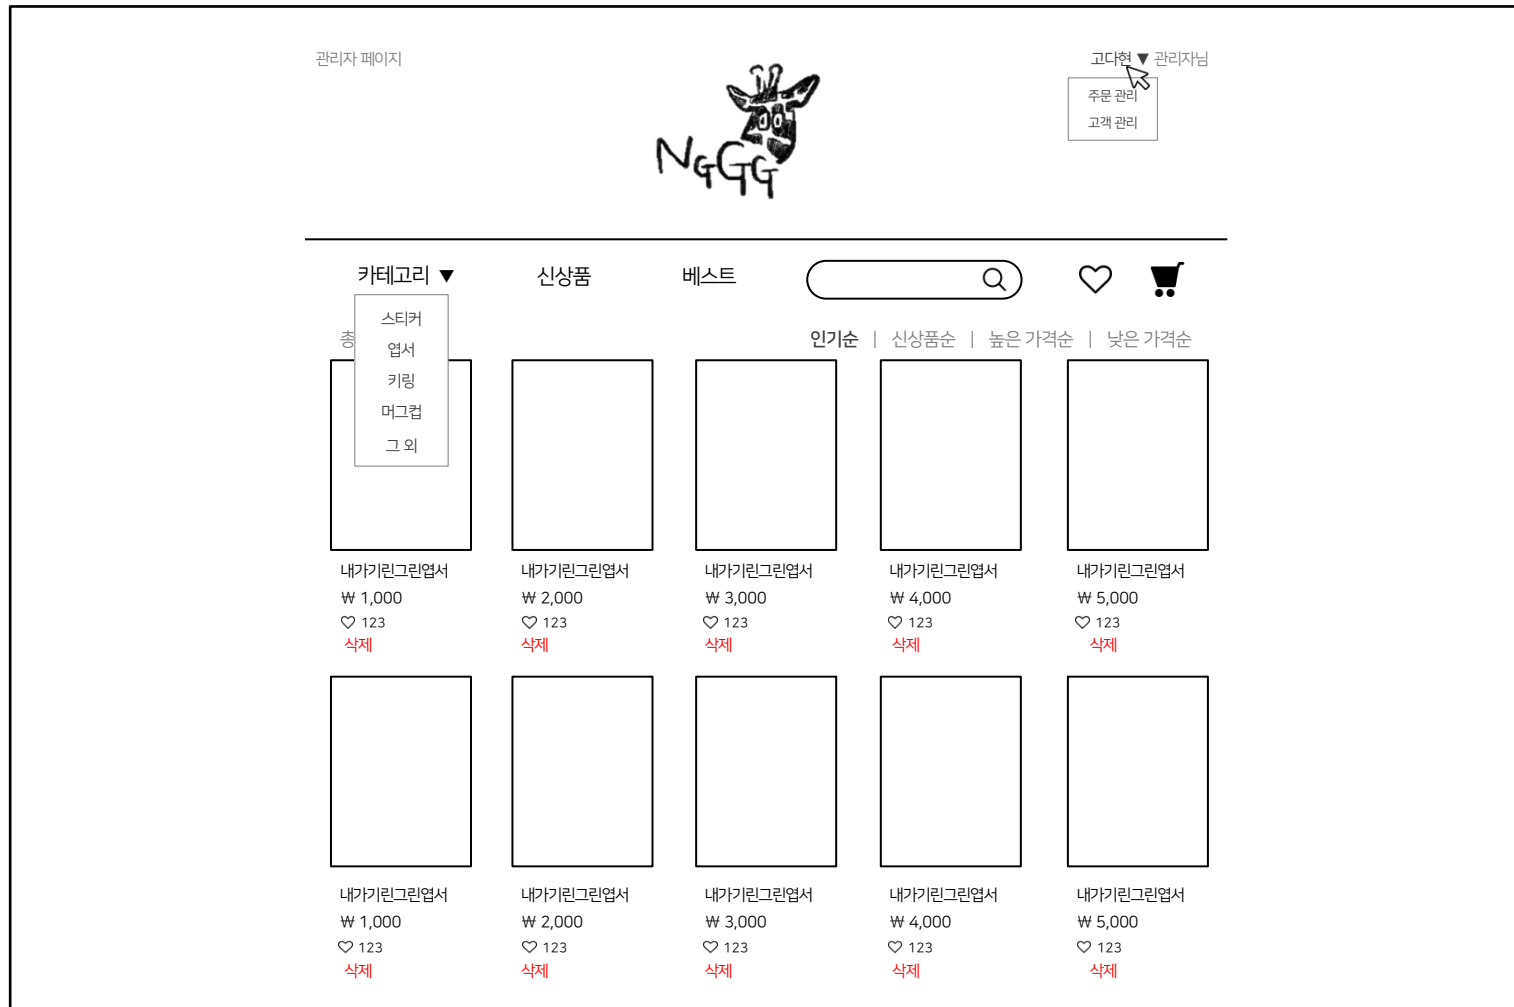 관리자 페이지
고다현 ▼ 관리자님
주문 관리
고객 관리
NGGG
카테고리 ▼ 신상품 베스트
스티커
엽서
키링
머그컵
그 외
총
인기순 | 신상품순 | 높은 가격순 | 낮은 가격순
내가기린그린엽서 내가기린그린엽서 내가기린그린엽서 내가기린그린엽서 내가기린그린엽서
₩ 1,000 ₩ 2,000 ₩ 3,000 ₩ 4,000 ₩ 5,000
♡ 123 ♡ 123 ♡ 123 ♡ 123 ♡ 123
삭제 삭제 삭제 삭제 삭제
내가기린그린엽서 내가기린그린엽서 내가기린그린엽서 내가기린그린엽서 내가기린그린엽서
₩ 1,000 ₩ 2,000 ₩ 3,000 ₩ 4,000 ₩ 5,000
♡ 123 ♡ 123 ♡ 123 ♡ 123 ♡ 123
삭제 삭제 삭제 삭제 삭제